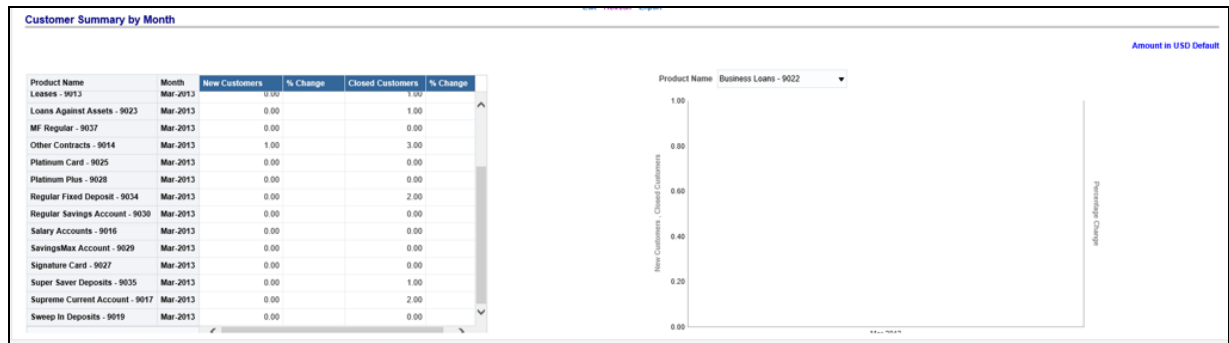 Edit Refresh Export
Customer Summary by Month
Amount in USD Default
Product Name Month New Customers % Change Closed Customers % Change
Leases - 9013 Mar-2013 0.00 1.00
Loans Against Assets - 9023 Mar-2013 0.00 1.00
MF Regular - 9037 Mar-2013 0.00 0.00
Other Contracts - 9014 Mar-2013 1.00 3.00
Platinum Card - 9025 Mar-2013 0.00 0.00
Platinum Plus - 9028 Mar-2013 0.00 0.00
Regular Fixed Deposit - 9034 Mar-2013 0.00 2.00
Regular Savings Account - 9030 Mar-2013 0.00 0.00
Salary Accounts - 9016 Mar-2013 0.00 0.00
SavingsMax Account - 9029 Mar-2013 0.00 0.00
Signature Card - 9027 Mar-2013 0.00 0.00
Super Saver Deposits - 9035 Mar-2013 0.00 1.00
Supreme Current Account - 9017 Mar-2013 0.00 2.00
Sweep In Deposits - 9019 Mar-2013 0.00 0.00
Product Name Business Loans - 9022
1.00
0.80
0.60
0.40
0.20
0.00
New Customers , Closed Customers
Percentage Change
Mar-2013